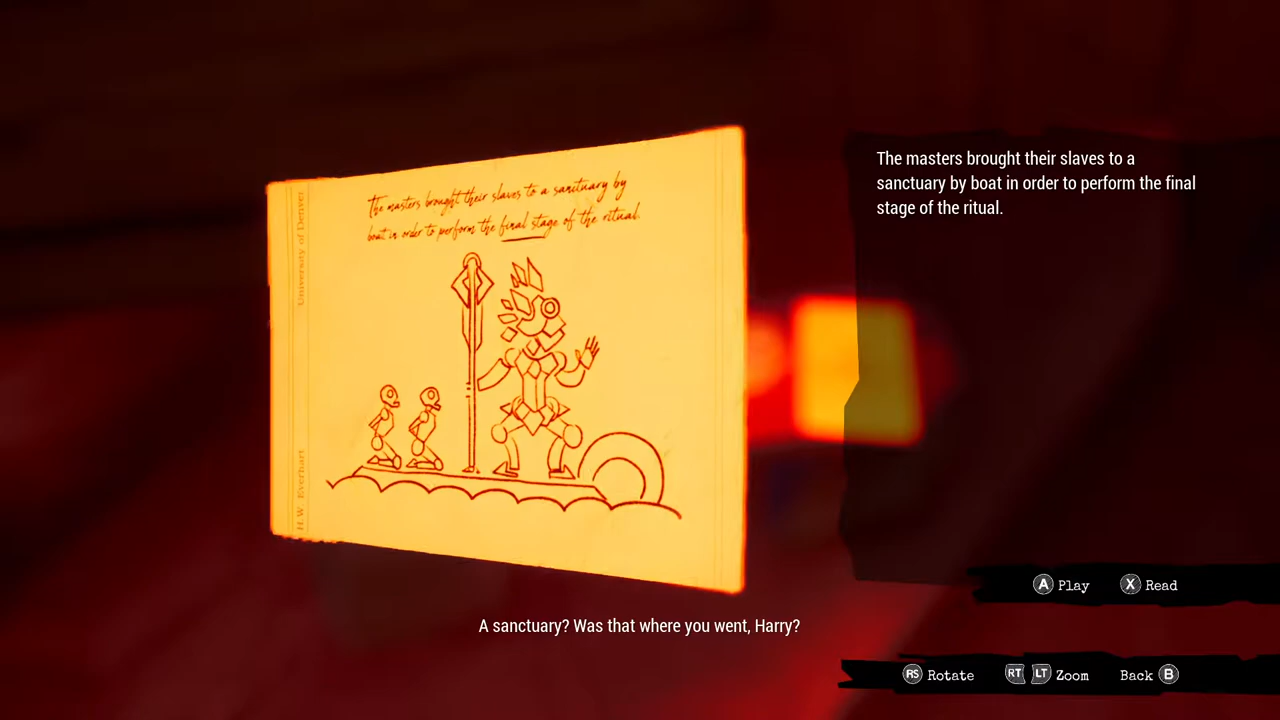 The masters brought their slaves to a sanctuary by
boat in order to perform the final stage of the ritual.
University of Denver
H.W Everhart
The masters brought their slaves to a
sanctuary by boat in order to perform the final
stage of the ritual.
A Play X Read
A sanctuary? Was that where you went, Harry?
RS Rotate RT LT Zoom Back B